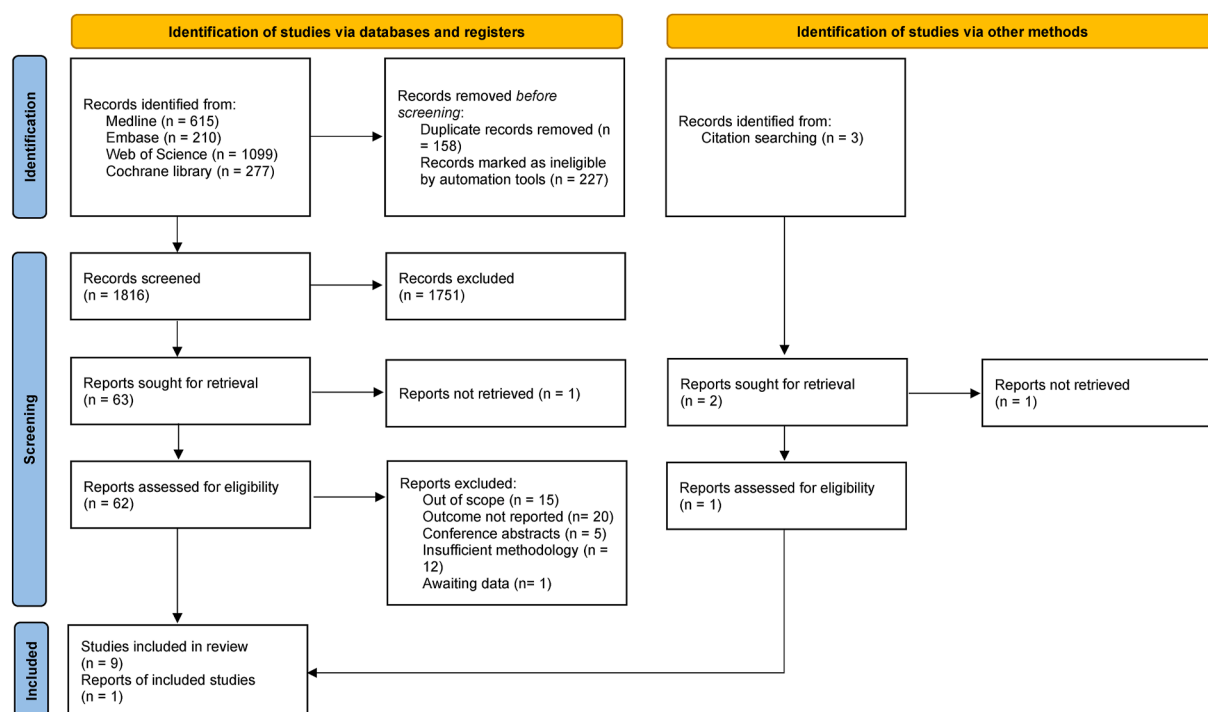 Identification of studies via databases and registers
Identification of studies via other methods
Identification
Records identified from:
Medline (n = 615)
Embase (n = 210)
Web of Science (n = 1099)
Cochrane library (n = 277)
Records removed before
screening:
Duplicate records removed (n
= 158)
Records marked as ineligible
by automation tools (n = 227)
Records identified from:
Citation searching (n = 3)
Screening
Records screened
(n = 1816)
Records excluded
(n = 1751)
Reports sought for retrieval
(n = 63)
Reports not retrieved (n = 1)
Reports sought for retrieval
(n = 2)
Reports not retrieved
(n = 1)
Reports assessed for eligibility
(n = 62)
Reports excluded:
Out of scope (n = 15)
Outcome not reported (n= 20)
Conference abstracts (n = 5)
Insufficient methodology (n =
12)
Awaiting data (n= 1)
Reports assessed for eligibility
(n = 1)
Included
Studies included in review
(n = 9)
Reports of included studies
(n = 1)